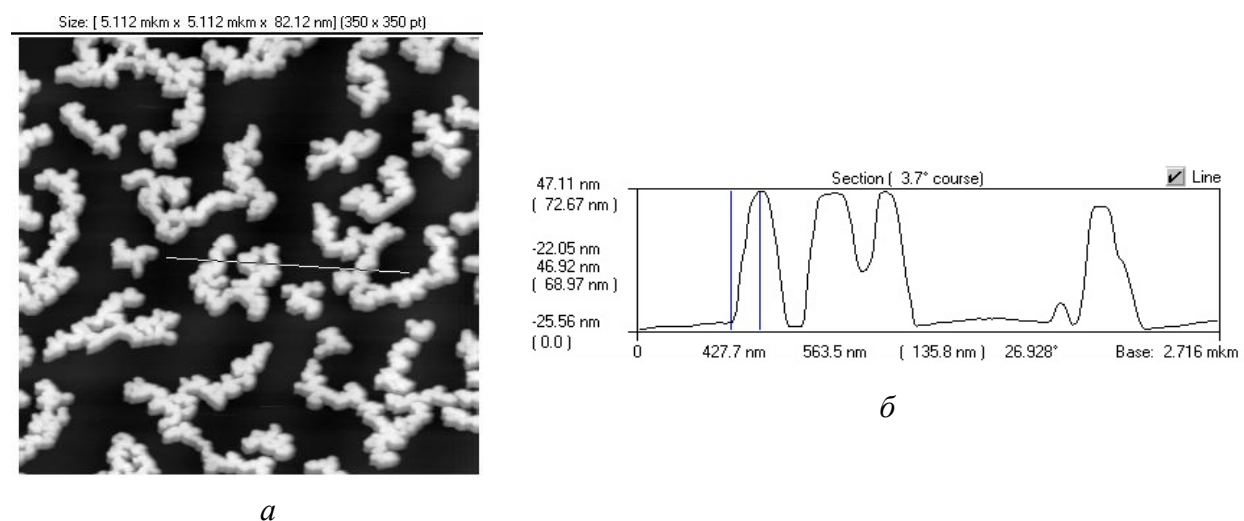 Size: [ 5.112 mkm x 5.112 mkm x 82.12 nm] (350 x 350 pt)
Section ( 3.7° course)
Line
47.11 nm
( 72.67 nm )
-22.05 nm
46.92 nm
( 68.97 nm )
-25.56 nm
( 0.0 )
0 427.7 nm 563.5 nm ( 135.8 nm ) 26.928° Base: 2.716 mkm
а
б